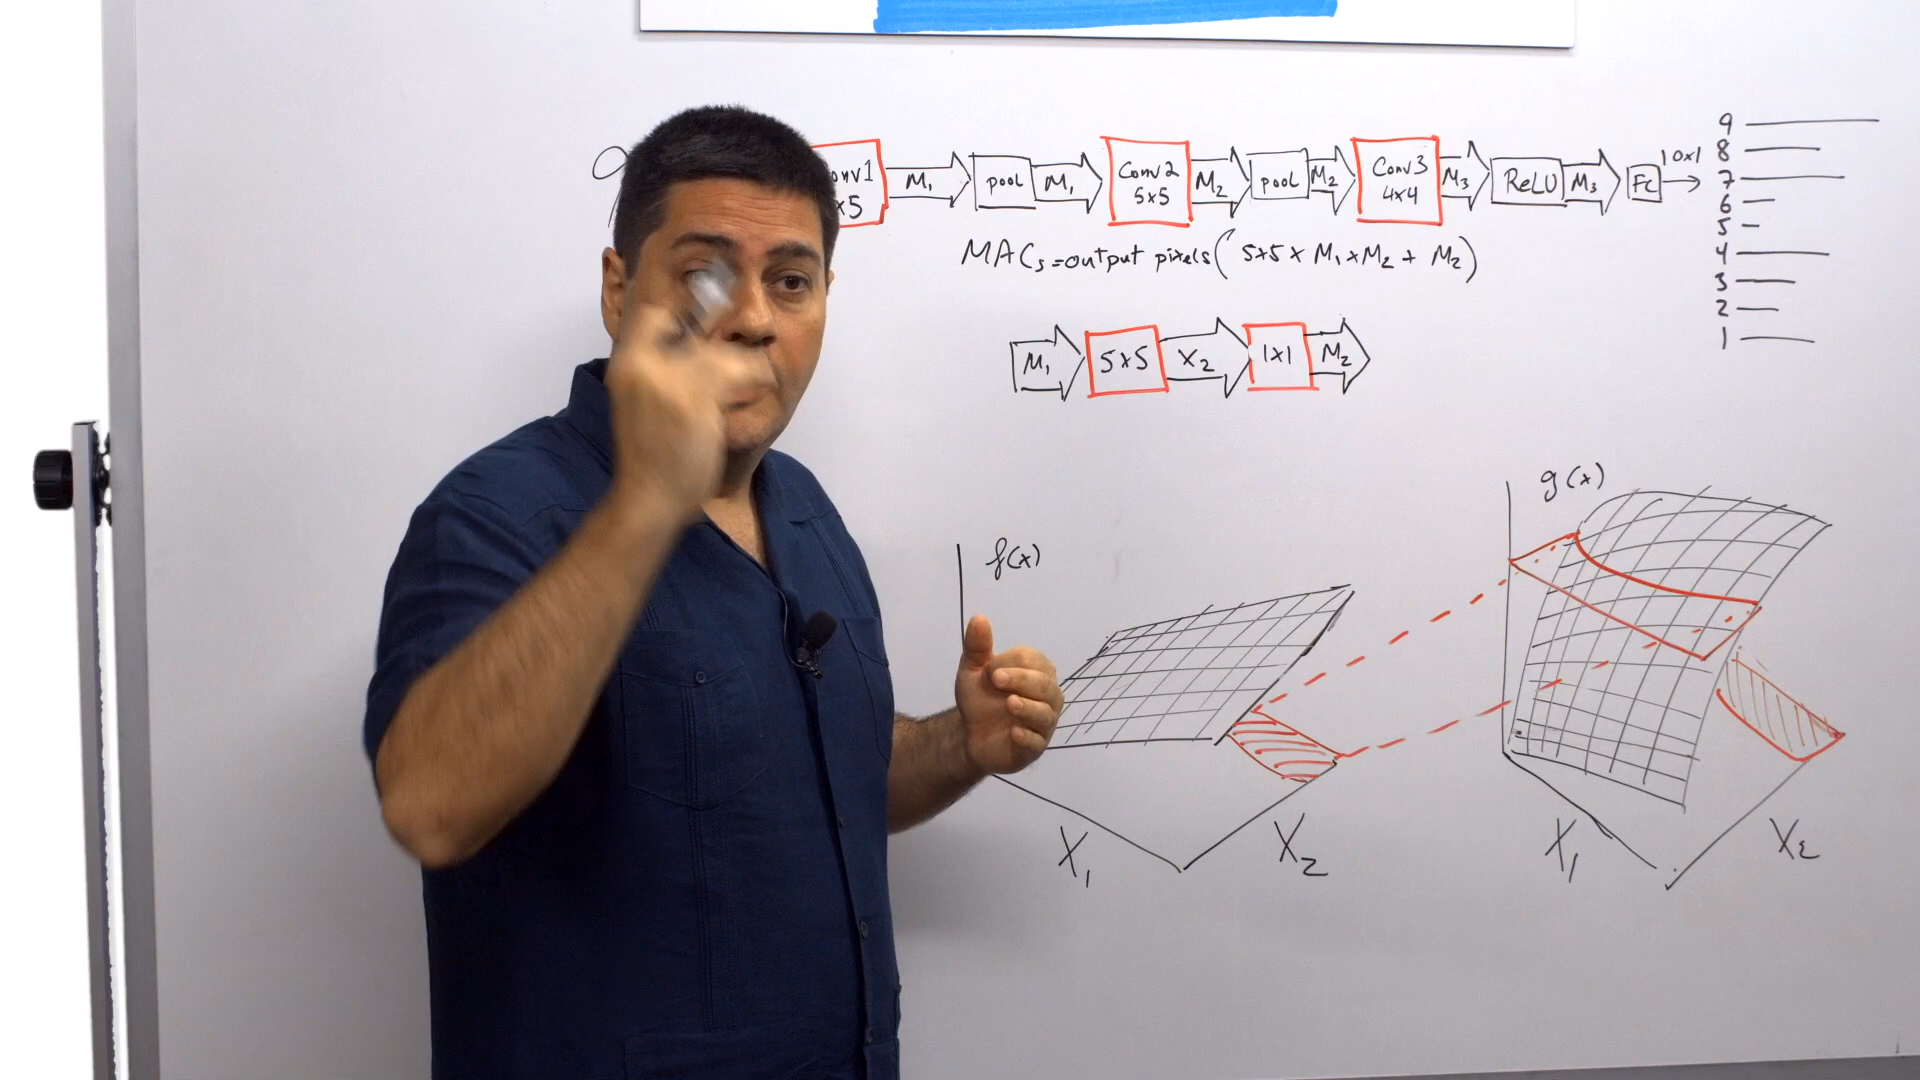 onv1 M₁ pool M₁ Conv2 M₂ pool M₂ Conv3 M₃ ReLU M₃ FC 10x1
x5 5x5 4x4
MACs=output pixels( 5x5 x M₁ x M₂ + M₂)
9
8
7
6
5
4
3
2
1
M₁ 5x5 X₂ 1x1 M₂
f(x)
g(x)
X₁ X₂
X₁ X₂